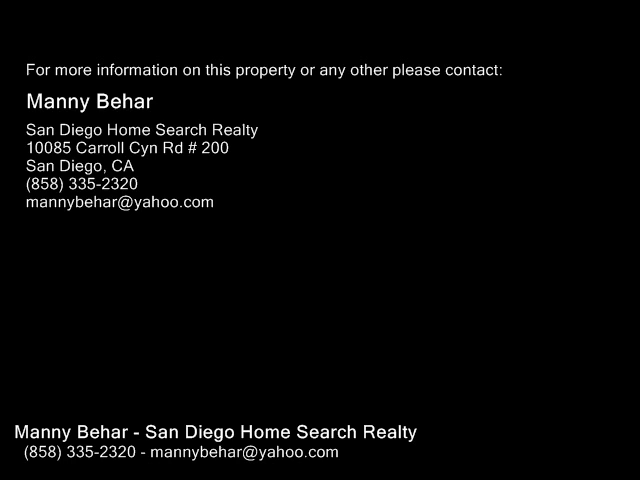 For more information on this property or any other please contact:
Manny Behar
San Diego Home Search Realty
10085 Carroll Cyn Rd # 200
San Diego, CA
(858) 335-2320
mannybehar@yahoo.com
Manny Behar - San Diego Home Search Realty
(858) 335-2320 - mannybehar@yahoo.com